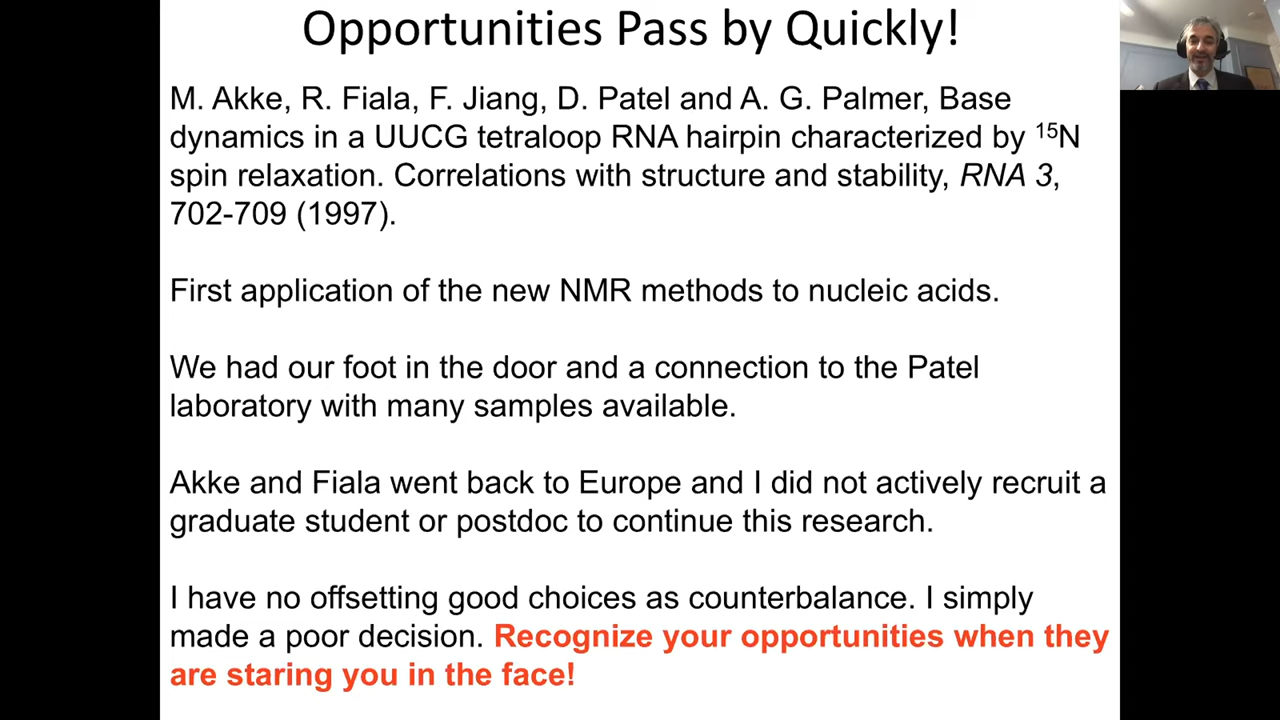 Opportunities Pass by Quickly!
M. Akke, R. Fiala, F. Jiang, D. Patel and A. G. Palmer, Base
dynamics in a UUCG tetraloop RNA hairpin characterized by ¹⁵N
spin relaxation. Correlations with structure and stability, RNA 3,
702-709 (1997).
First application of the new NMR methods to nucleic acids.
We had our foot in the door and a connection to the Patel
laboratory with many samples available.
Akke and Fiala went back to Europe and I did not actively recruit a
graduate student or postdoc to continue this research.
I have no offsetting good choices as counterbalance. I simply
made a poor decision. Recognize your opportunities when they
are staring you in the face!